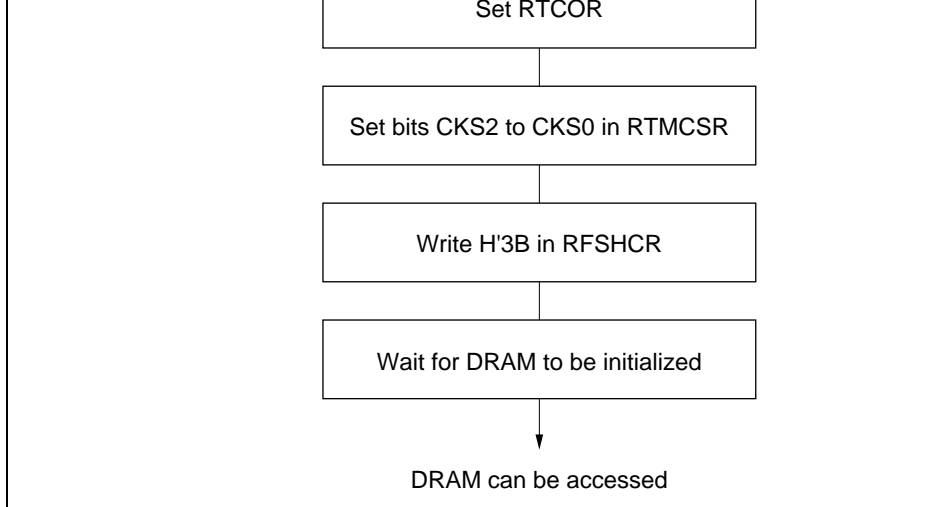 Set RTCOR
Set bits CKS2 to CKS0 in RTMCSR
Write H'3B in RFSHCR
Wait for DRAM to be initialized
DRAM can be accessed